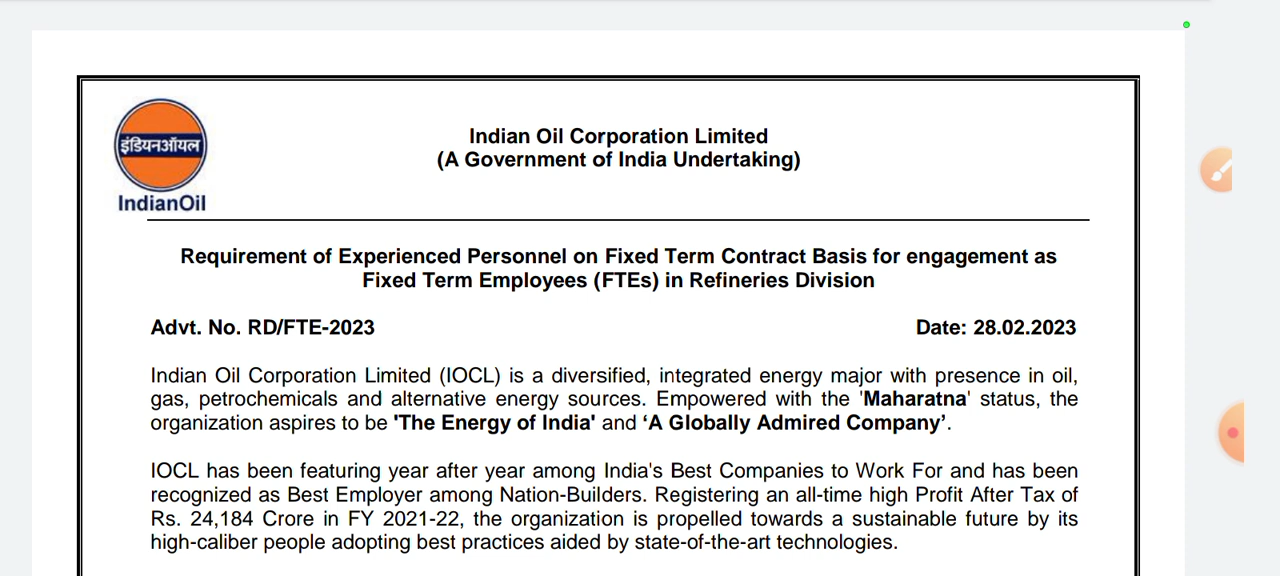 इंडियनऑयल
IndianOil
Indian Oil Corporation Limited
(A Government of India Undertaking)
Requirement of Experienced Personnel on Fixed Term Contract Basis for engagement as
Fixed Term Employees (FTEs) in Refineries Division
Advt. No. RD/FTE-2023 Date: 28.02.2023
Indian Oil Corporation Limited (IOCL) is a diversified, integrated energy major with presence in oil,
gas, petrochemicals and alternative energy sources. Empowered with the 'Maharatna' status, the
organization aspires to be 'The Energy of India' and ‘A Globally Admired Company’.
IOCL has been featuring year after year among India's Best Companies to Work For and has been
recognized as Best Employer among Nation-Builders. Registering an all-time high Profit After Tax of
Rs. 24,184 Crore in FY 2021-22, the organization is propelled towards a sustainable future by its
high-caliber people adopting best practices aided by state-of-the-art technologies.